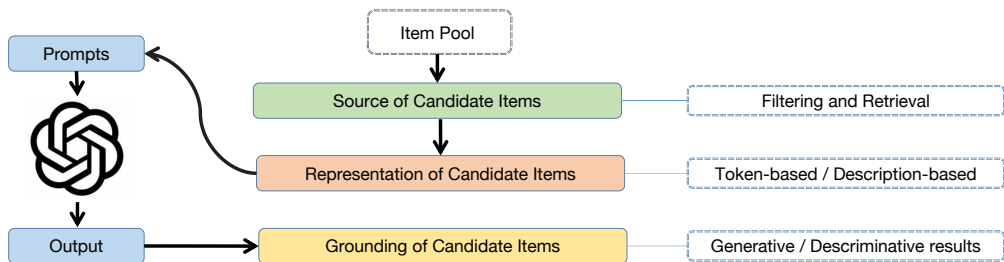 Item Pool
Prompts
Source of Candidate Items
Filtering and Retrieval
Representation of Candidate Items
Token-based / Description-based
Output
Grounding of Candidate Items
Generative / Descriminative results